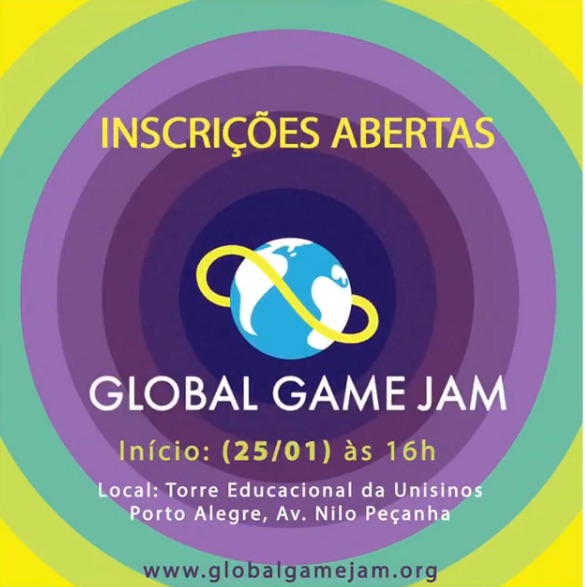 INSCRIÇÕES ABERTAS
GLOBAL GAME JAM
Início: (25/01) às 16h
Local: Torre Educacional da Unisinos
Porto Alegre, Av. Nilo Peçanha
www.globalgamejam.org